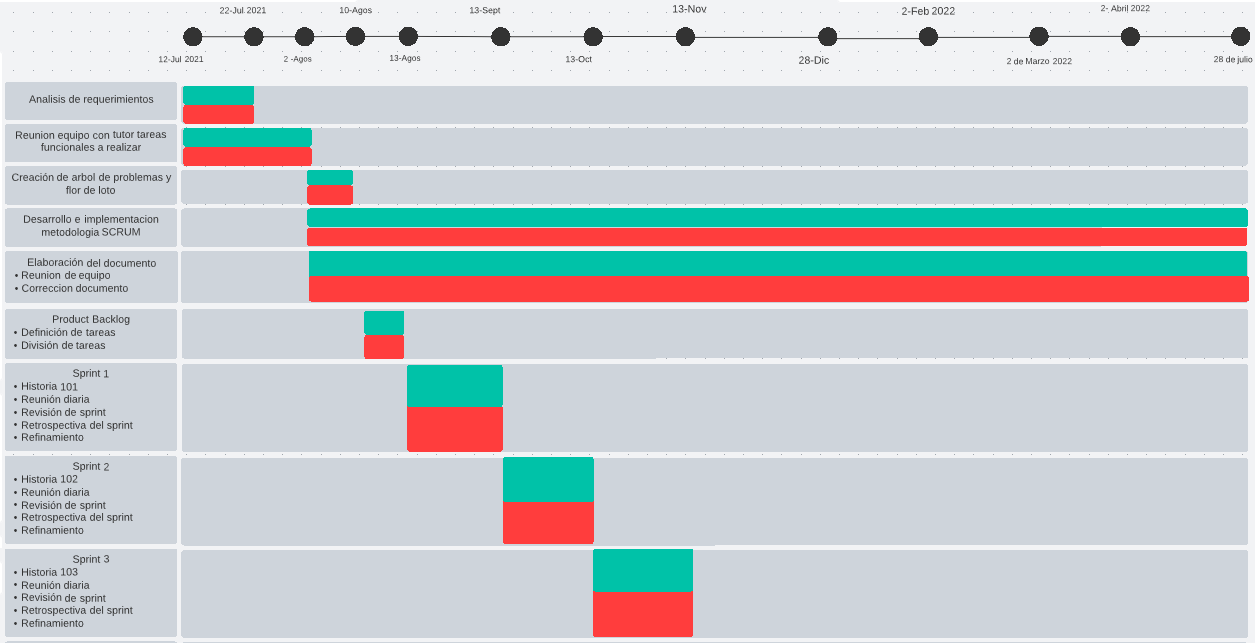 22-Jul 2021
10-Agos
13-Sept
13-Nov
2-Feb 2022
2- Abril 2022
12-Jul 2021
2 -Agos
13-Agos
13-Oct
28-Dic
2 de Marzo 2022
28 de julio
Analisis de requerimientos
Reunion equipo con tutor tareas
funcionales a realizar
Creación de arbol de problemas y
flor de loto
Desarrollo e implementacion
metodologia SCRUM
Elaboración del documento
• Reunion de equipo
• Correccion documento
Product Backlog
• Definición de tareas
• División de tareas
Sprint 1
• Historia 101
• Reunión diaria
• Revisión de sprint
• Retrospectiva del sprint
• Refinamiento
Sprint 2
• Historia 102
• Reunión diaria
• Revisión de sprint
• Retrospectiva del sprint
• Refinamiento
Sprint 3
• Historia 103
• Reunión diaria
• Revisión de sprint
• Retrospectiva del sprint
• Refinamiento